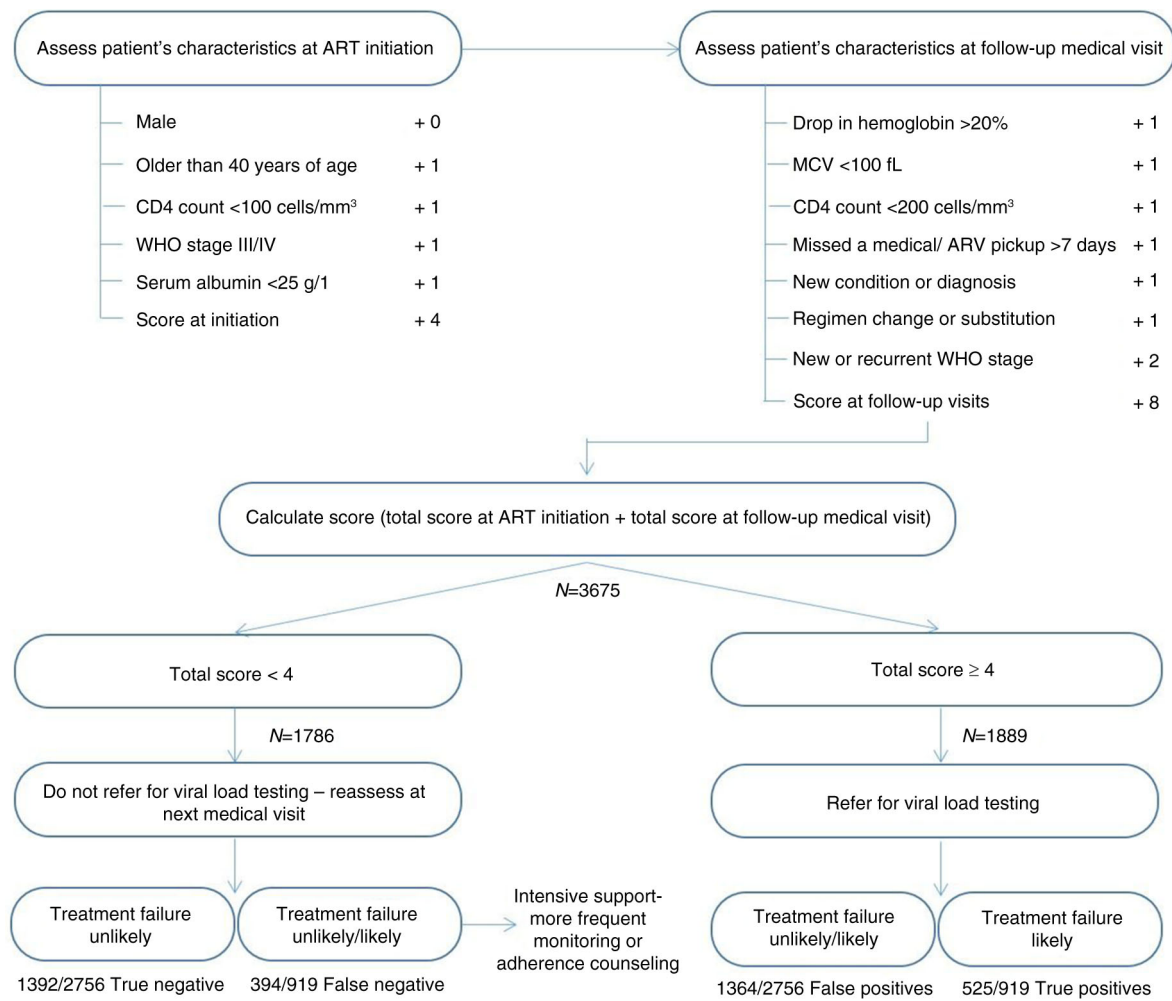 Assess patient's characteristics at ART initiation
Male + 0
Older than 40 years of age + 1
CD4 count <100 cells/mm³ + 1
WHO stage III/IV + 1
Serum albumin <25 g/1 + 1
Score at initiation + 4
Assess patient's characteristics at follow-up medical visit
Drop in hemoglobin >20% + 1
MCV <100 fL + 1
CD4 count <200 cells/mm³ + 1
Missed a medical/ ARV pickup >7 days + 1
New condition or diagnosis + 1
Regimen change or substitution + 1
New or recurrent WHO stage + 2
Score at follow-up visits + 8
Calculate score (total score at ART initiation + total score at follow-up medical visit)
N=3675
Total score < 4
N=1786
Do not refer for viral load testing – reassess at
next medical visit
Treatment failure
unlikely
1392/2756 True negative
Treatment failure
unlikely/likely
394/919 False negative
Intensive support-
more frequent
monitoring or
adherence counseling
Total score ≥ 4
N=1889
Refer for viral load testing
Treatment failure
unlikely/likely
1364/2756 False positives
Treatment failure
likely
525/919 True positives